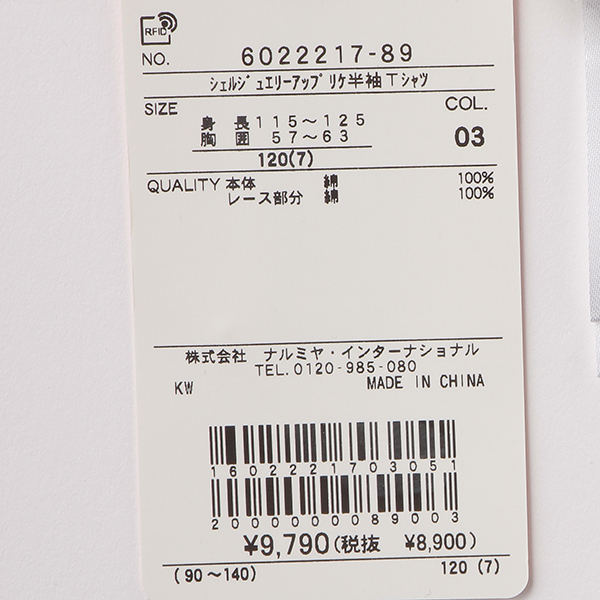 RFID
NO. 6022217-89
シェルジュエリーアップリケ半袖Tシャツ
SIZE COL.
身 長 115～125
胸 囲 57～63 03
120(7)
QUALITY 本体 綿 100%
レース部分 綿 100%
株式会社 ナルミヤ・インターナショナル
TEL.0120-985-080
KW MADE IN CHINA
1602221703051
2000000089003
¥9,790(税抜 ¥8,900)
(90～140) 120 (7)